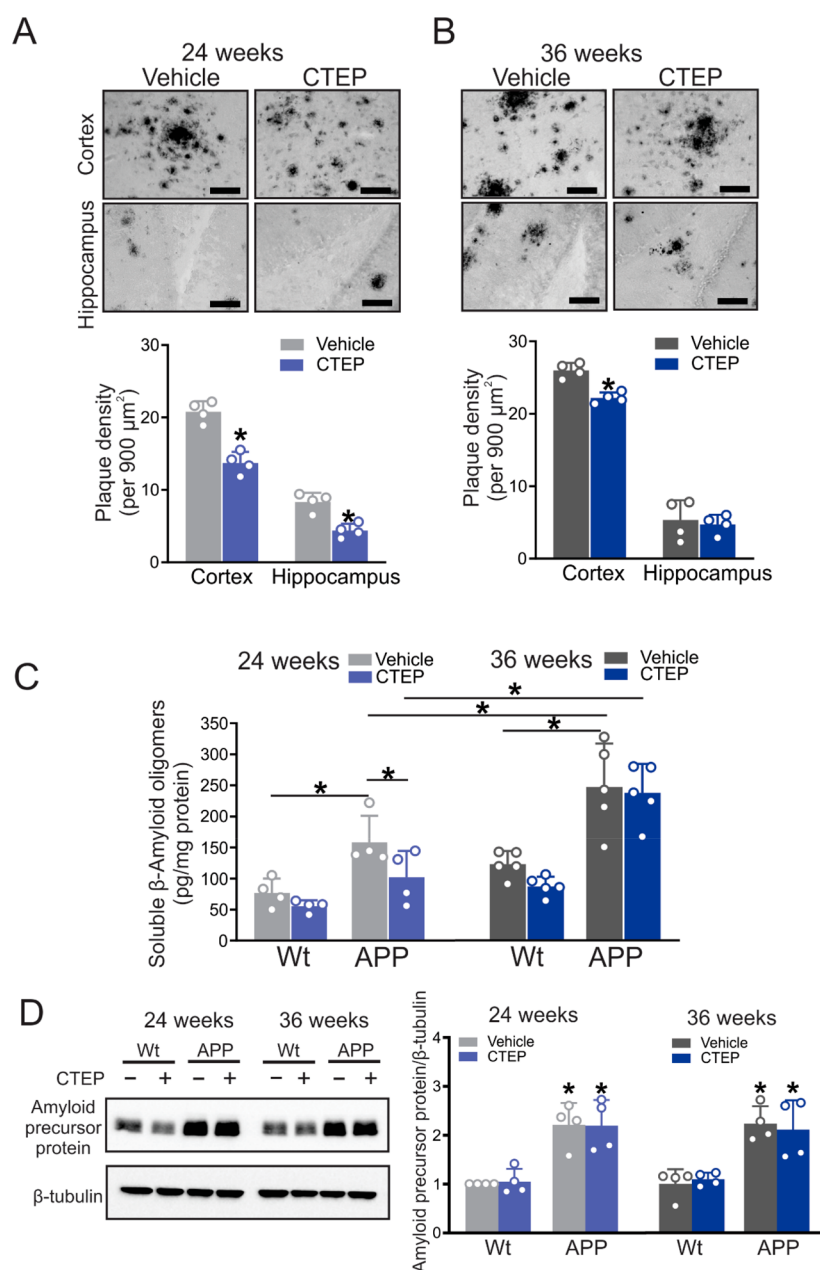 A
24 weeks
Vehicle CTEP
Cortex
Hippocampus
Vehicle
CTEP
Plaque density
(per 900 µm²)
30
20
10
0
Cortex Hippocampus
B
36 weeks
Vehicle CTEP
Vehicle
CTEP
Plaque density
(per 900 µm²)
30
20
10
0
* * *
Cortex Hippocampus
C
24 weeks Vehicle
CTEP
36 weeks Vehicle
CTEP
Soluble β-Amyloid oligomers
(pg/mg protein)
350
300
250
200
150
100
50
0
* * * * *
Wt APP Wt APP
D
24 weeks 36 weeks
Wt APP Wt APP
CTEP − + − + − + − +
Amyloid
precursor
protein
β-tubulin
Amyloid precursor protein/β-tubulin
24 weeks 36 weeks
Vehicle
CTEP
Vehicle
CTEP
4
3
2
1
0
* * * *
Wt APP Wt APP